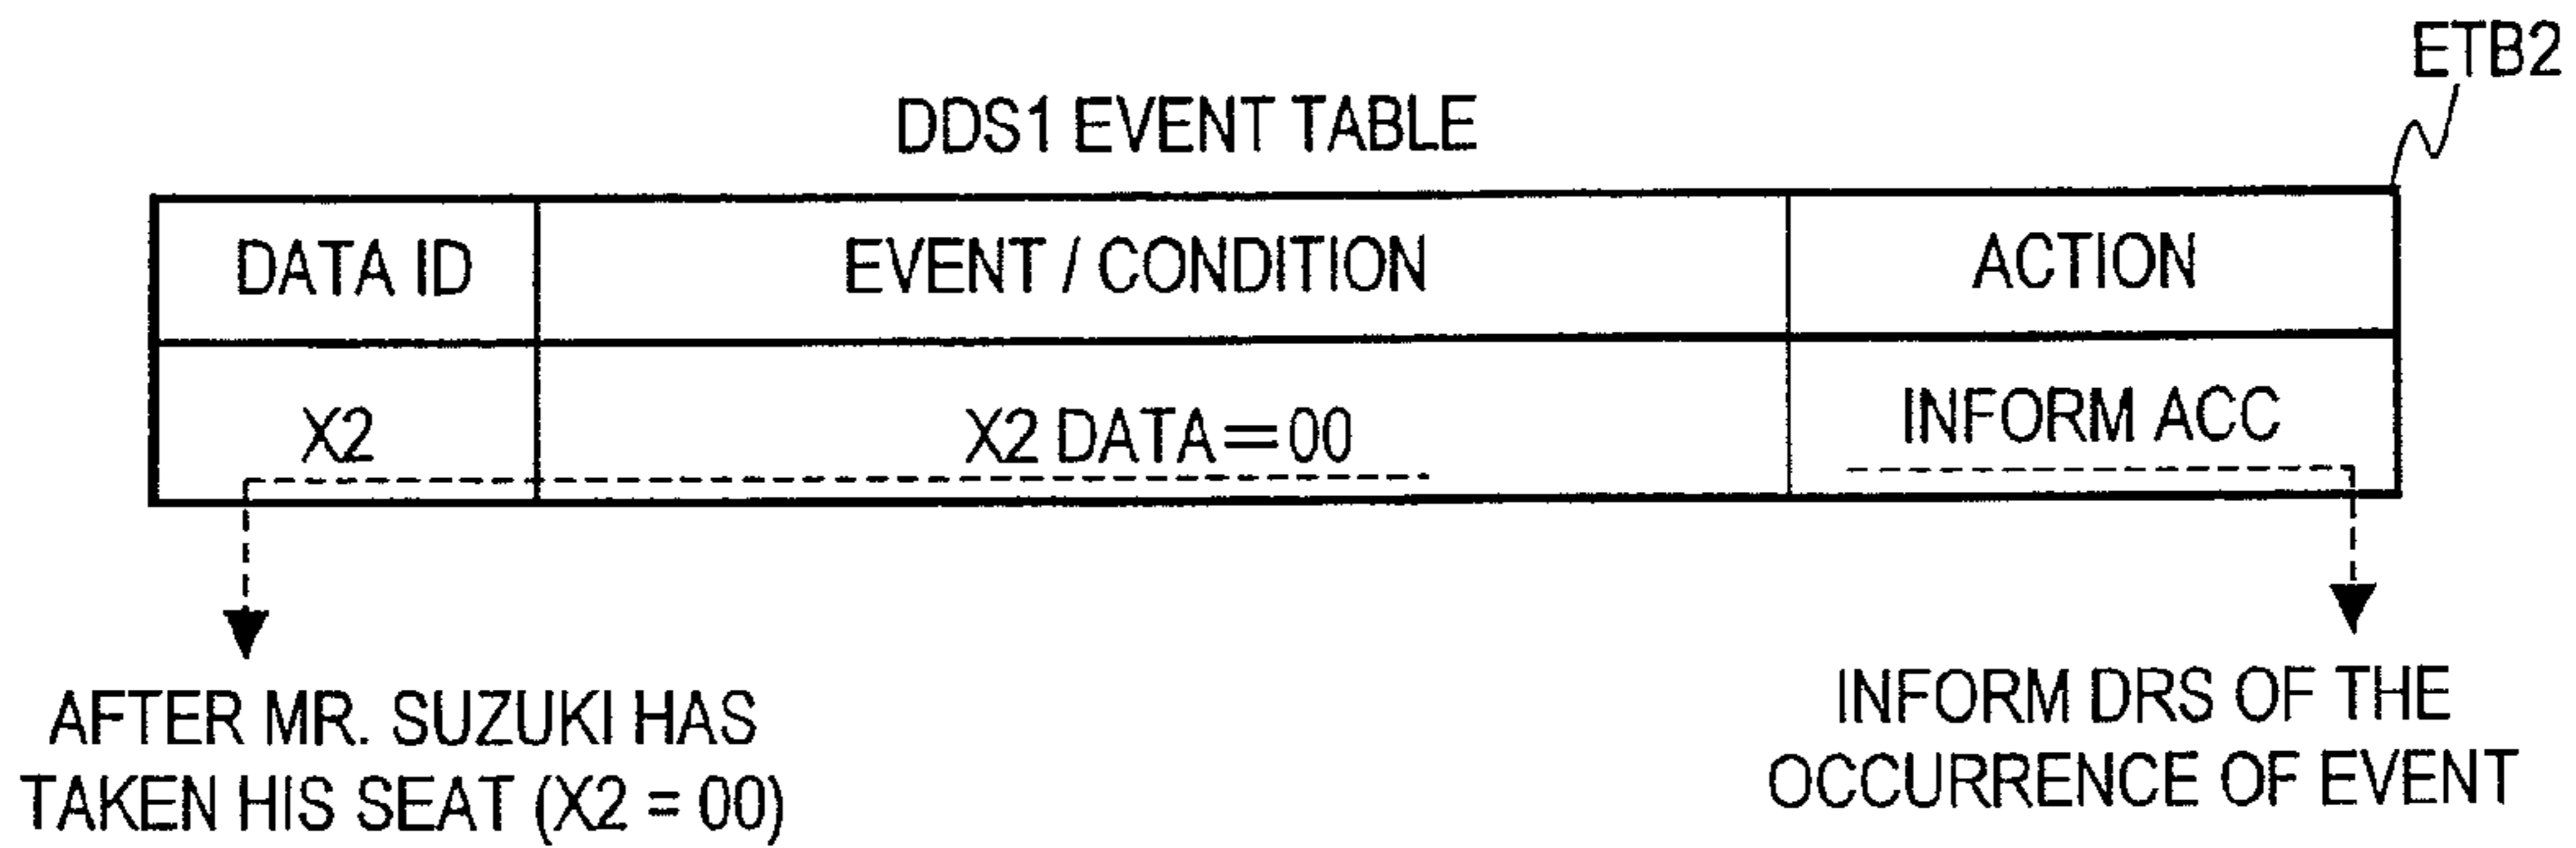 ETB2
DDS1 EVENT TABLE
DATA ID EVENT / CONDITION ACTION
X2 X2 DATA=00 INFORM ACC
AFTER MR. SUZUKI HAS
TAKEN HIS SEAT (X2 = 00)
INFORM DRS OF THE
OCCURRENCE OF EVENT